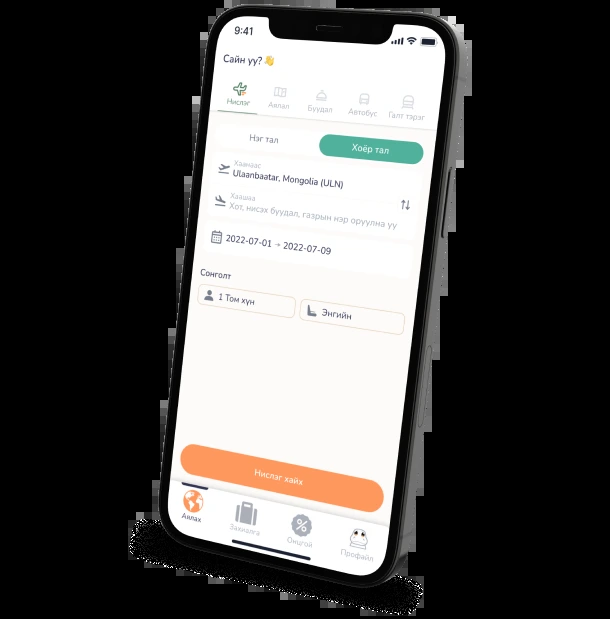 9:41
Сайн уу? 👋
Нислэг Аялал Буудал Автобус Галт тэрэг
Нэг тал Хоёр тал
Хаанаас
Ulaanbaatar, Mongolia (ULN)
Хаашаа
Хот, нисэх буудал, газрын нэр оруулна уу
2022-07-01 → 2022-07-09
Сонголт
1 Том хүн Энгийн
Нислэг хайх
Аялах Захиалга Онцгой Профайл